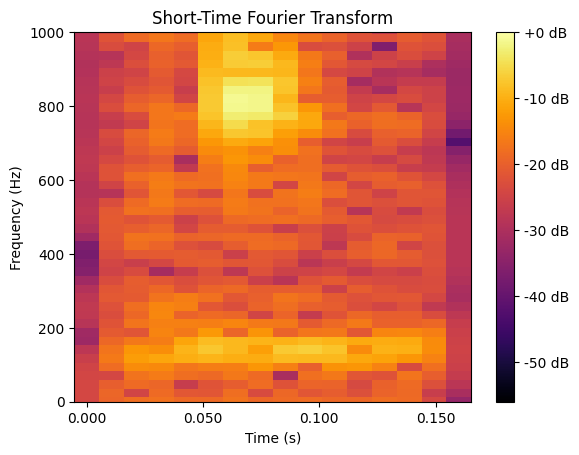 Short-Time Fourier Transform
1000
800
600
400
200
0
Frequency (Hz)
0.000
0.050
0.100
0.150
Time (s)
+0 dB
-10 dB
-20 dB
-30 dB
-40 dB
-50 dB